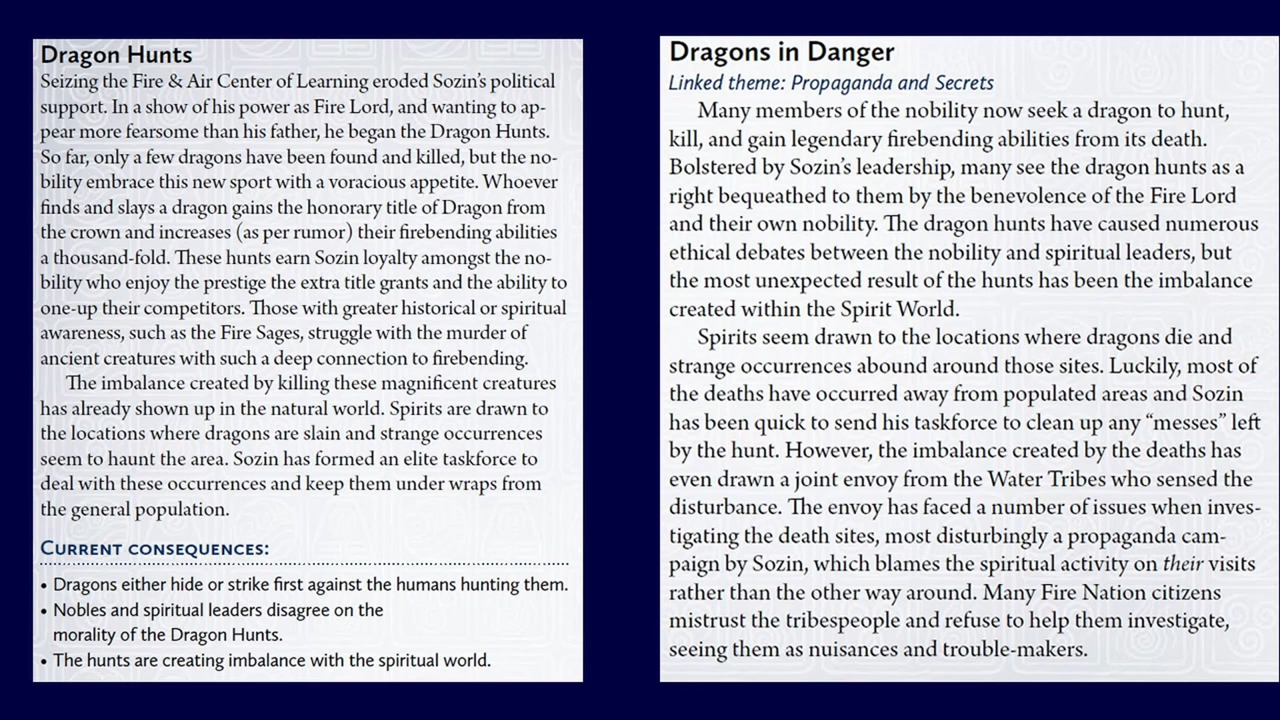 Dragon Hunts
Seizing the Fire & Air Center of Learning eroded Sozin's political
support. In a show of his power as Fire Lord, and wanting to ap-
pear more fearsome than his father, he began the Dragon Hunts.
So far, only a few dragons have been found and killed, but the no-
bility embrace this new sport with a voracious appetite. Whoever
finds and slays a dragon gains the honorary title of Dragon from
the crown and increases (as per rumor) their firebending abilities
a thousand-fold. These hunts earn Sozin loyalty amongst the no-
bility who enjoy the prestige the extra title grants and the ability to
one-up their competitors. Those with greater historical or spiritual
awareness, such as the Fire Sages, struggle with the murder of
ancient creatures with such a deep connection to firebending.
The imbalance created by killing these magnificent creatures
has already shown up in the natural world. Spirits are drawn to
the locations where dragons are slain and strange occurrences
seem to haunt the area. Sozin has formed an elite taskforce to
deal with these occurrences and keep them under wraps from
the general population.
Current consequences:
• Dragons either hide or strike first against the humans hunting them.
• Nobles and spiritual leaders disagree on the
morality of the Dragon Hunts.
• The hunts are creating imbalance with the spiritual world.
Dragons in Danger
Linked theme: Propaganda and Secrets
Many members of the nobility now seek a dragon to hunt,
kill, and gain legendary firebending abilities from its death.
Bolstered by Sozin's leadership, many see the dragon hunts as a
right bequeathed to them by the benevolence of the Fire Lord
and their own nobility. The dragon hunts have caused numerous
ethical debates between the nobility and spiritual leaders, but
the most unexpected result of the hunts has been the imbalance
created within the Spirit World.
Spirits seem drawn to the locations where dragons die and
strange occurrences abound around those sites. Luckily, most of
the deaths have occurred away from populated areas and Sozin
has been quick to send his taskforce to clean up any “messes” left
by the hunt. However, the imbalance created by the deaths has
even drawn a joint envoy from the Water Tribes who sensed the
disturbance. The envoy has faced a number of issues when inves-
tigating the death sites, most disturbingly a propaganda cam-
paign by Sozin, which blames the spiritual activity on their visits
rather than the other way around. Many Fire Nation citizens
mistrust the tribespeople and refuse to help them investigate,
seeing them as nuisances and trouble-makers.